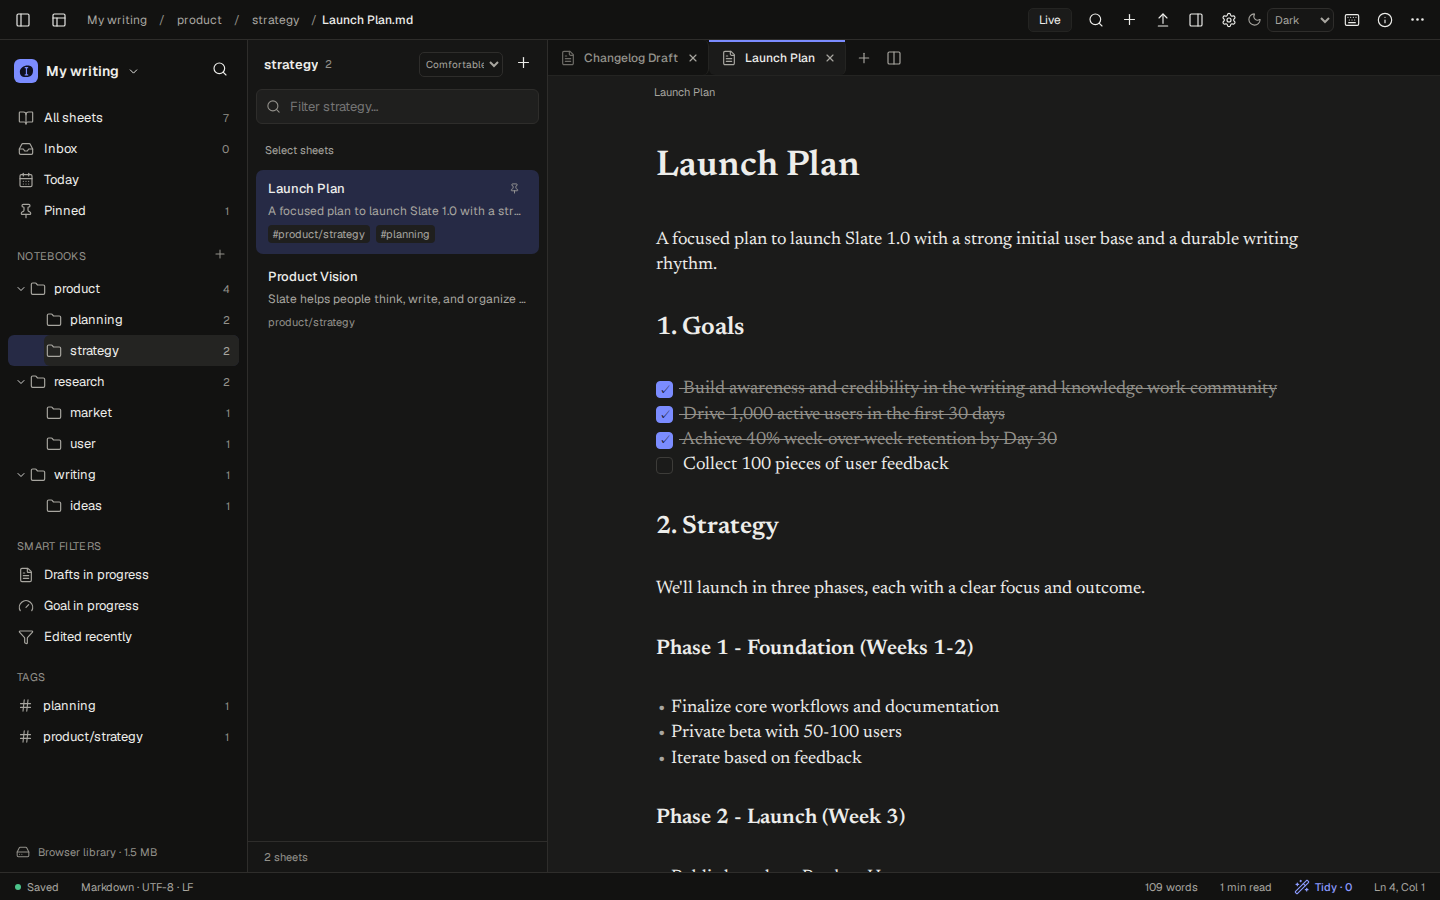 My writing / product / strategy / Launch Plan.md
Live
Dark
My writing
All sheets 7
Inbox 0
Today
Pinned 1
NOTEBOOKS
product 4
planning 2
strategy 2
research 2
market 1
user 1
writing 1
ideas 1
SMART FILTERS
Drafts in progress
Goal in progress
Edited recently
TAGS
# planning 1
# product/strategy 1
Browser library · 1.5 MB
strategy 2
Comfortable
Filter strategy...
Select sheets
Launch Plan
A focused plan to launch Slate 1.0 with a str...
#product/strategy #planning
Product Vision
Slate helps people think, write, and organize ...
product/strategy
2 sheets
Changelog Draft
Launch Plan
Launch Plan
Launch Plan
A focused plan to launch Slate 1.0 with a strong initial user base and a durable writing
rhythm.
1. Goals
Build awareness and credibility in the writing and knowledge work community
Drive 1,000 active users in the first 30 days
Achieve 40% week-over-week retention by Day 30
Collect 100 pieces of user feedback
2. Strategy
We'll launch in three phases, each with a clear focus and outcome.
Phase 1 - Foundation (Weeks 1-2)
• Finalize core workflows and documentation
• Private beta with 50-100 users
• Iterate based on feedback
Phase 2 - Launch (Week 3)
Saved
Markdown · UTF-8 · LF
109 words
1 min read
Tidy · 0
Ln 4, Col 1